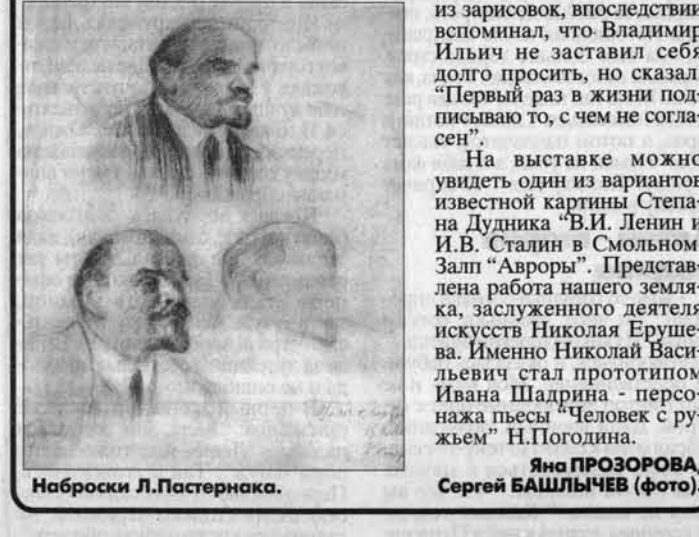 из зарисовок, впоследствии
вспоминал, что Владимир
Ильич не заставил себя
долго просить, но сказал:
“Первый раз в жизни под-
писываю то, с чем не согла-
сен”.
На выставке можно
увидеть один из вариантов
известной картины Степа-
на Дудника “В.И. Ленин и
И.В. Сталин в Смольном.
Залп “Авроры”. Представ-
лена работа нашего земля-
ка, заслуженного деятеля
искусств Николая Еруше-
ва. Именно Николай Васи-
льевич стал прототипом
Ивана Шадрина - персо-
нажа пьесы “Человек с ру-
жьем” Н.Погодина.
Яна ПРОЗОРОВА,
Сергей БАШЛЫЧЕВ (фото).
Наброски Л.Пастернака.